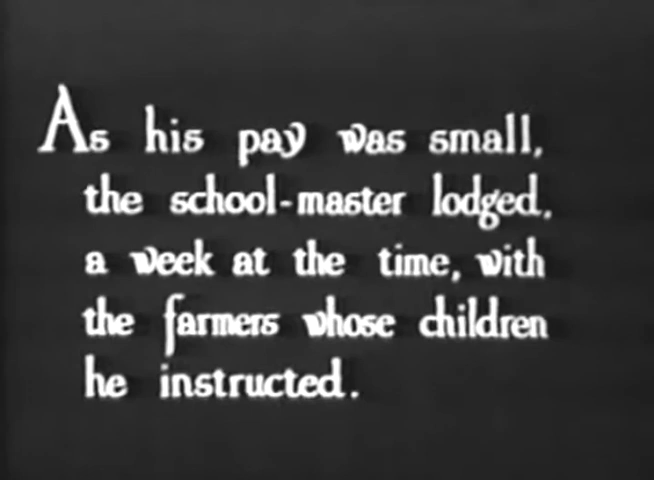 As his pay was small,
the school-master lodged,
a week at the time, with
the farmers whose children
he instructed.